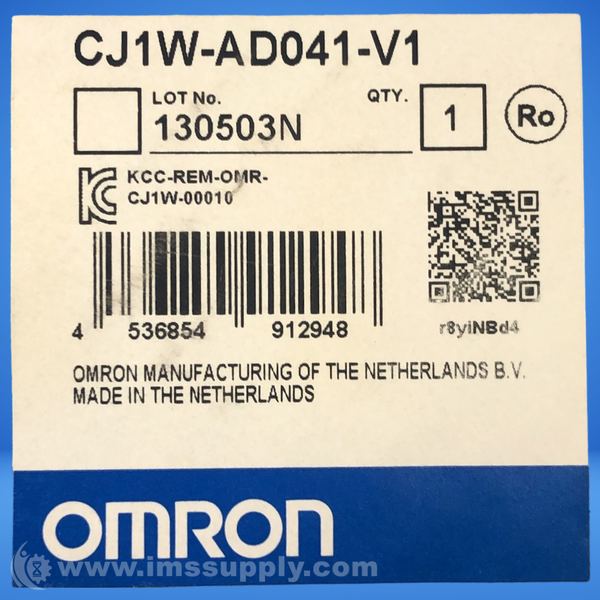 CJ1W-AD041-V1
LOT No. QTY.
130503N 1 Ro
KCC-REM-OMR-
CJ1W-00010
4 536854 912948
r8yiNBd4
OMRON MANUFACTURING OF THE NETHERLANDS B.V.
MADE IN THE NETHERLANDS
OMRON
www.imssupply.com